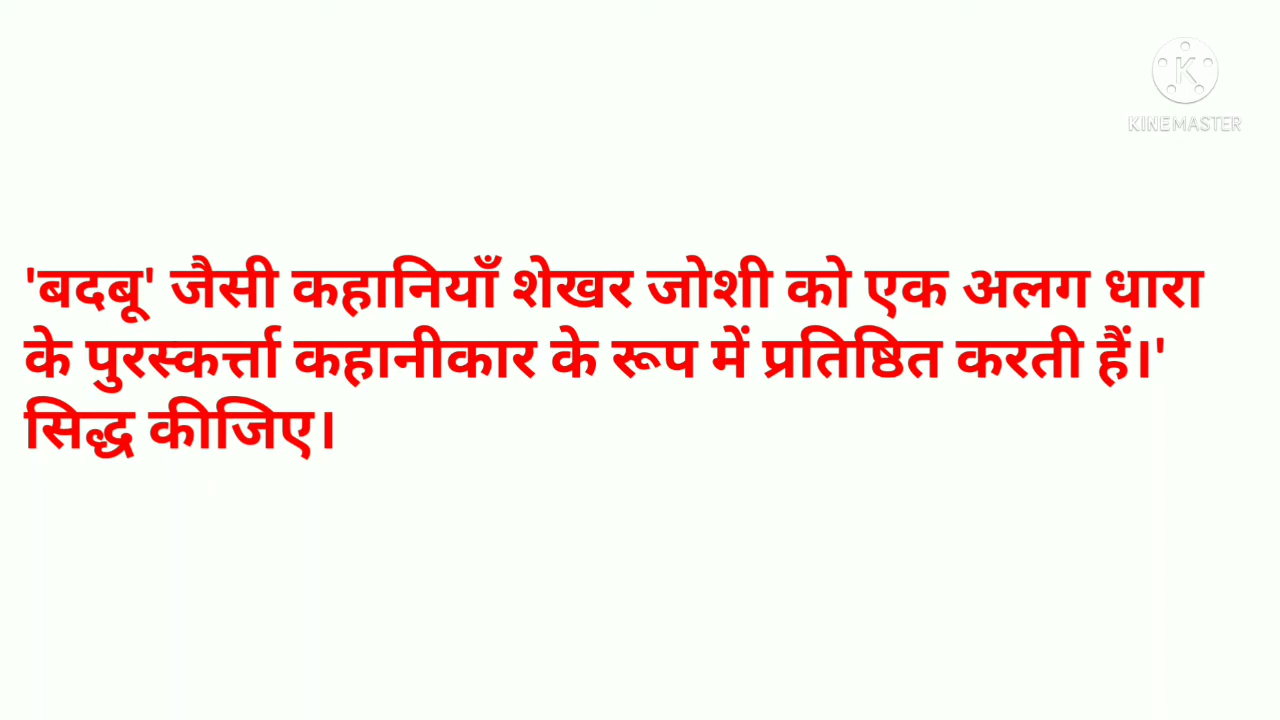 KINEMASTER
'बदबू' जैसी कहानियाँ शेखर जोशी को एक अलग धारा
के पुरस्कर्त्ता कहानीकार के रूप में प्रतिष्ठित करती हैं।'
सिद्ध कीजिए।